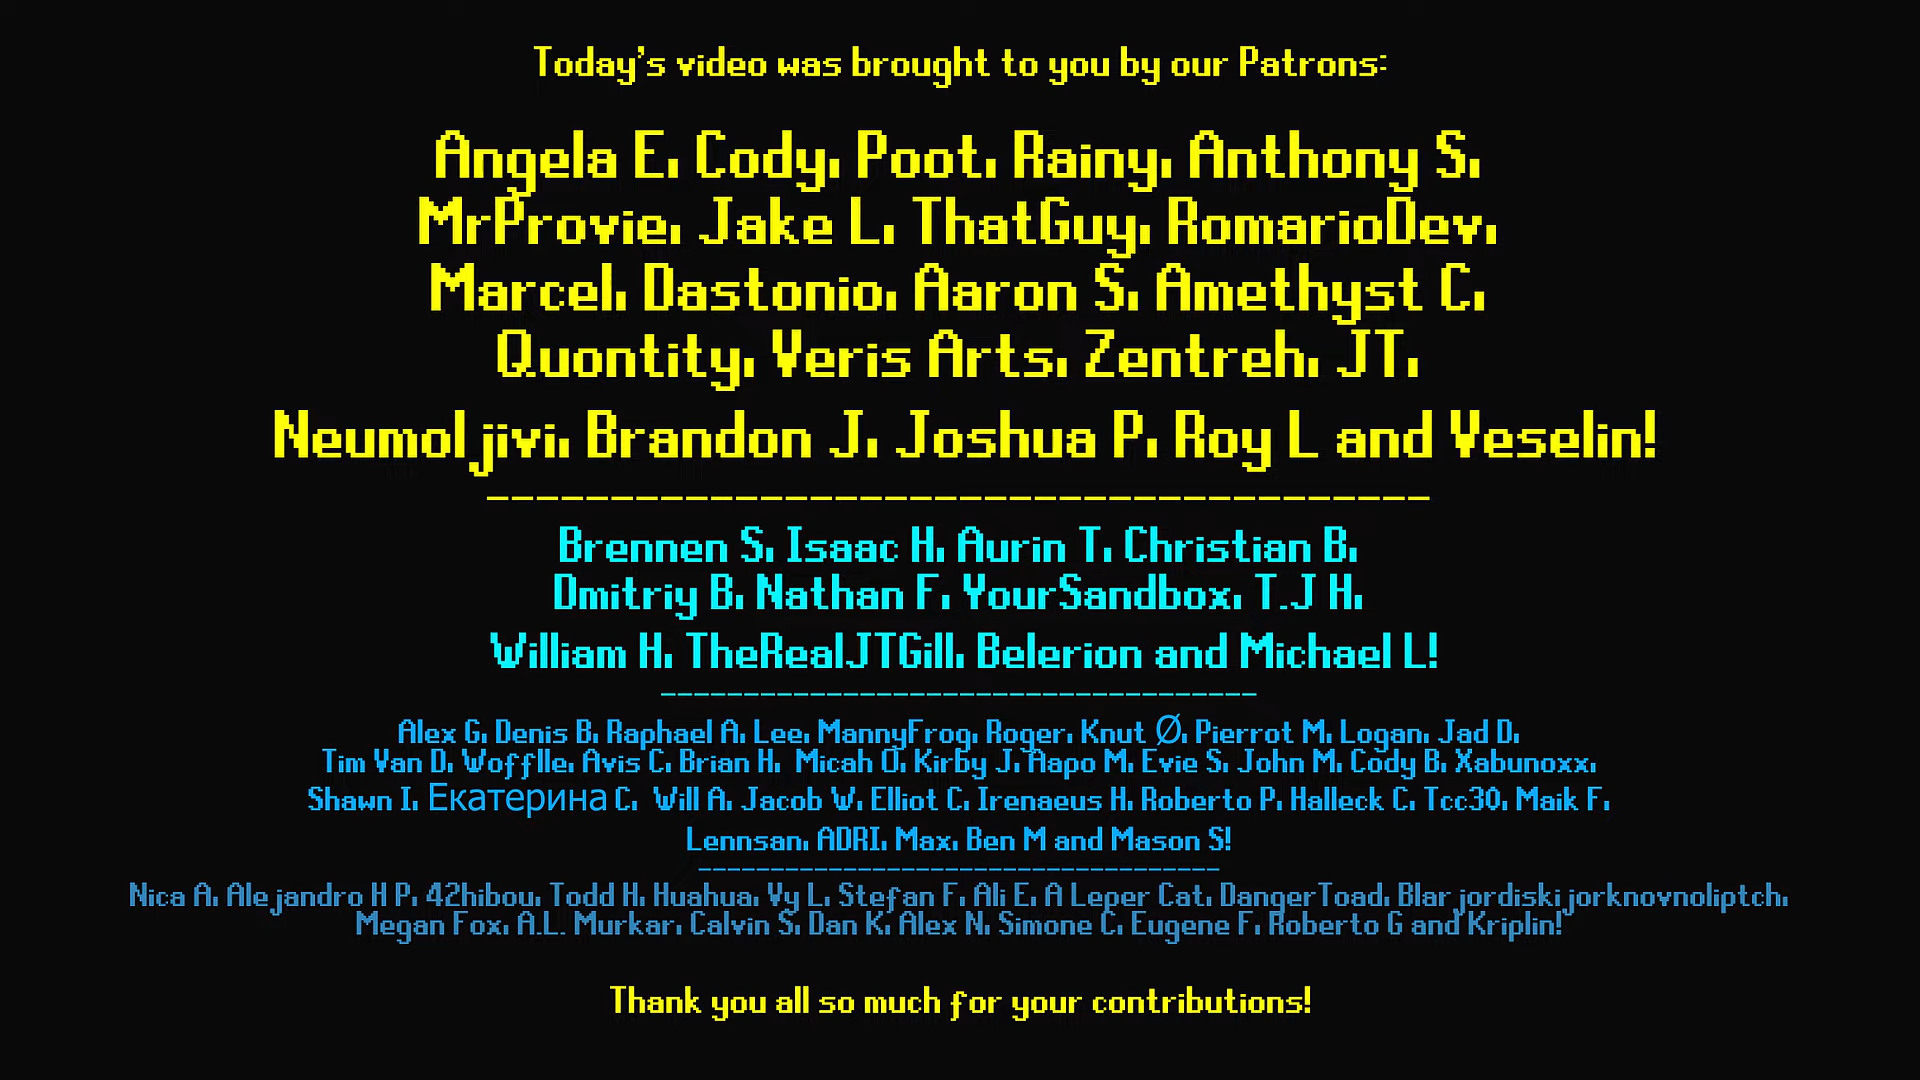 Today's video was brought to you by our Patrons:
Angela E, Cody, Poot, Rainy, Anthony S,
MrProvie, Jake L, ThatGuy, RomarioDev,
Marcel, Dastonio, Aaron S, Amethyst C,
Quontity, Veris Arts, Zentreh, JT,
Neumoljivi, Brandon J, Joshua P, Roy L and Veselin!
------------------------------------
Brennen S, Isaac H, Aurin T, Christian B,
Dmitriy B, Nathan F, YourSandbox, T.J H,
William H, TheRealJTGill, Belerion and Michael L!
------------------------------------
Alex G, Denis B, Raphael A, Lee, MannyFrog, Roger, Knut Ø, Pierrot M, Logan, Jad D,
Tim Van D, Wofflle, Avis C, Brian H, Micah O, Kirby J, Aapo M, Evie S, John M, Cody B, Xabunoxx,
Shawn I, Екатерина C, Will A, Jacob W, Elliot C, Irenaeus H, Roberto P, Halleck C, Tcc30, Maik F,
Lennsan, ADRI, Max, Ben M and Mason S!
------------------------------------
Nica A, Alejandro H P, 42hibou, Todd H, Huahua, Vy L, Stefan F, Ali E, A Leper Cat, DangerToad, Blarjordiskijorknovnoliptch,
Megan Fox, A.L. Murkar, Calvin S, Dan K, Alex N, Simone C, Eugene F, Roberto G and Kriplin!
Thank you all so much for your contributions!